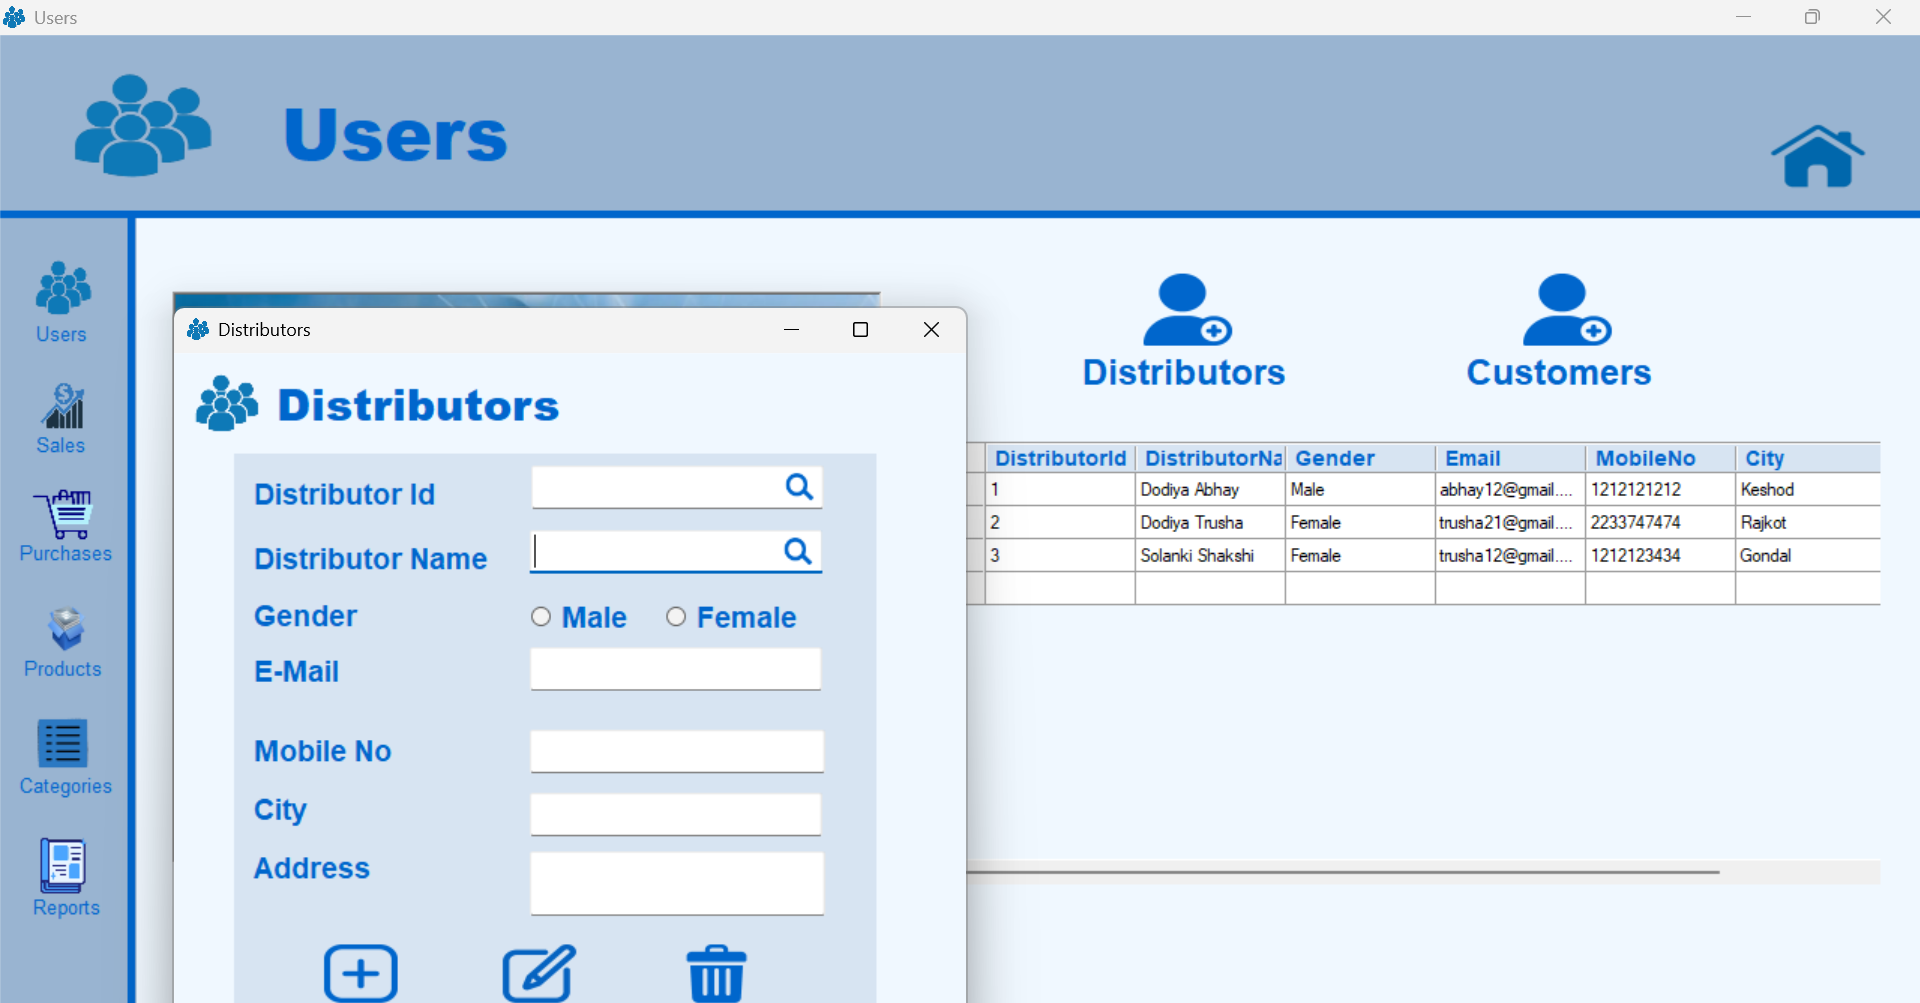 Users
Users
Users
Sales
Purchases
Products
Categories
Reports
Distributors
Distributors
Distributor Id
Distributor Name
Gender
Male
Female
E-Mail
Mobile No
City
Address
Distributors
Customers
DistributorId DistributorNa Gender Email MobileNo City
1 Dodiya Abhay Male abhay12@gmail.... 1212121212 Keshod
2 Dodiya Trusha Female trusha21@gmail.... 2233747474 Rajkot
3 Solanki Shakshi Female trusha12@gmail.... 1212123434 Gondal